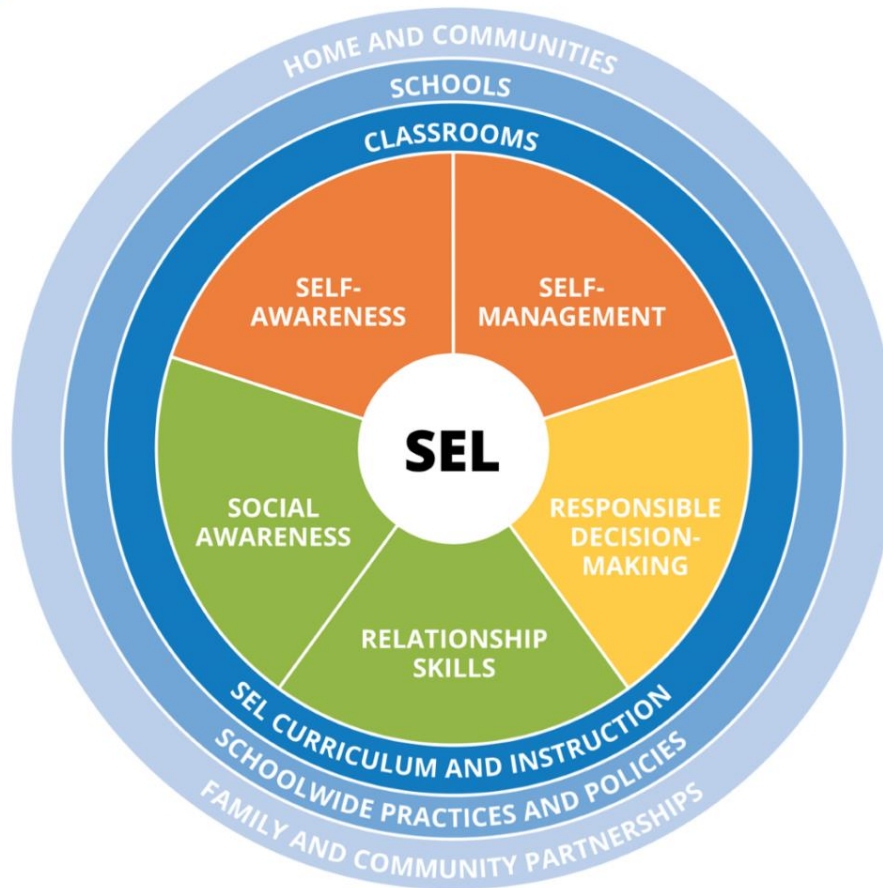 HOME AND COMMUNITIES
SCHOOLS
CLASSROOMS
SELF-
AWARENESS
SELF-
MANAGEMENT
SEL
SOCIAL
AWARENESS
RESPONSIBLE
DECISION-
MAKING
RELATIONSHIP
SKILLS
SEL CURRICULUM AND INSTRUCTION
SCHOOLWIDE PRACTICES AND POLICIES
FAMILY AND COMMUNITY PARTNERSHIPS